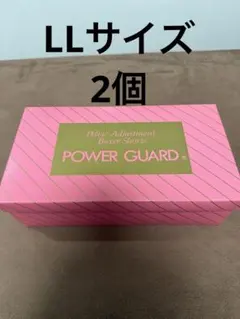 LLサイズ
2個
Pelvic Adjustment
Boxer Shorts
POWER GUARD®